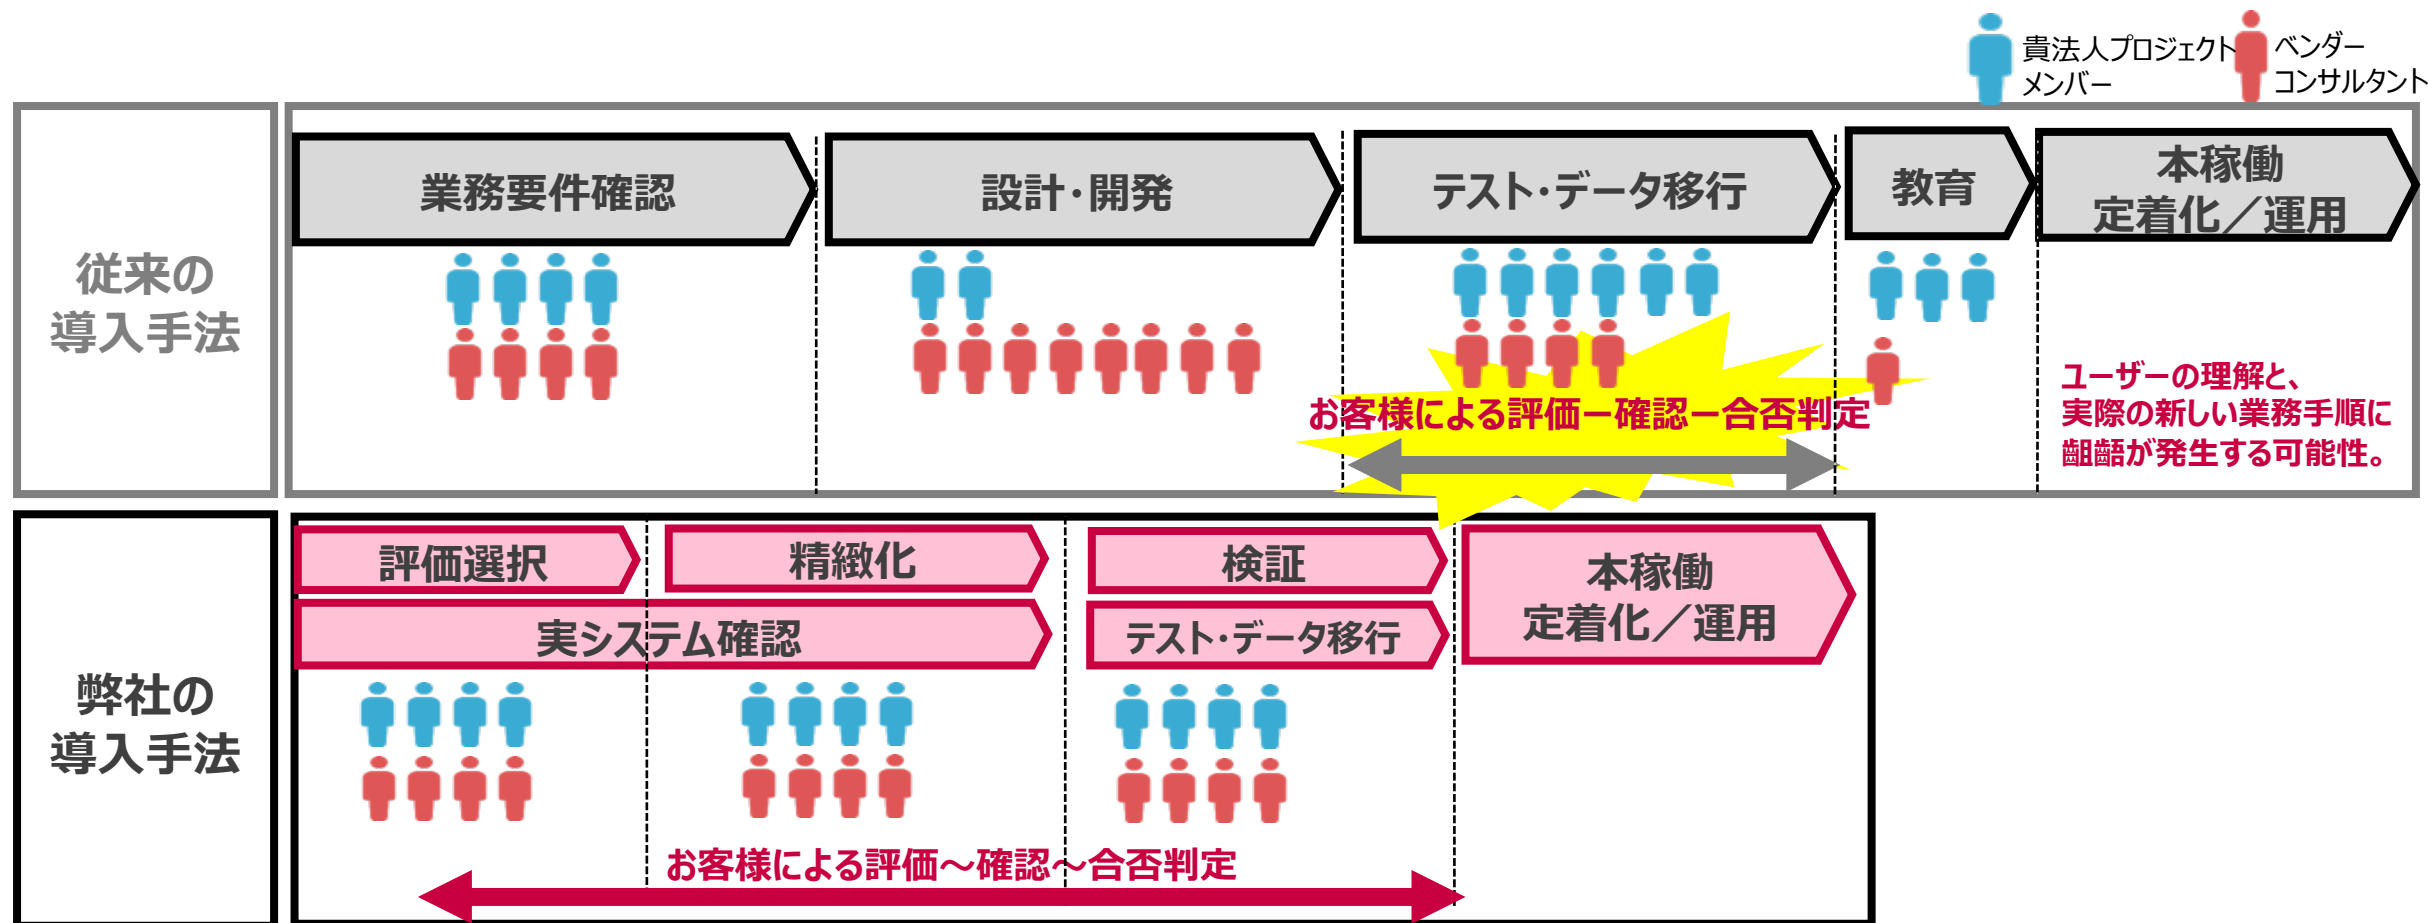 貴法人プロジェクト
メンバー
ベンダー
コンサルタント
従来の
導入手法
業務要件確認
設計・開発
テスト・データ移行
教育
本稼働
定着化／運用
お客様による評価ー確認ー合否判定
ユーザーの理解と、
実際の新しい業務手順に
齟齬が発生する可能性。
弊社の
導入手法
評価選択
精緻化
検証
本稼働
定着化／運用
実システム確認
テスト・データ移行
お客様による評価～確認～合否判定